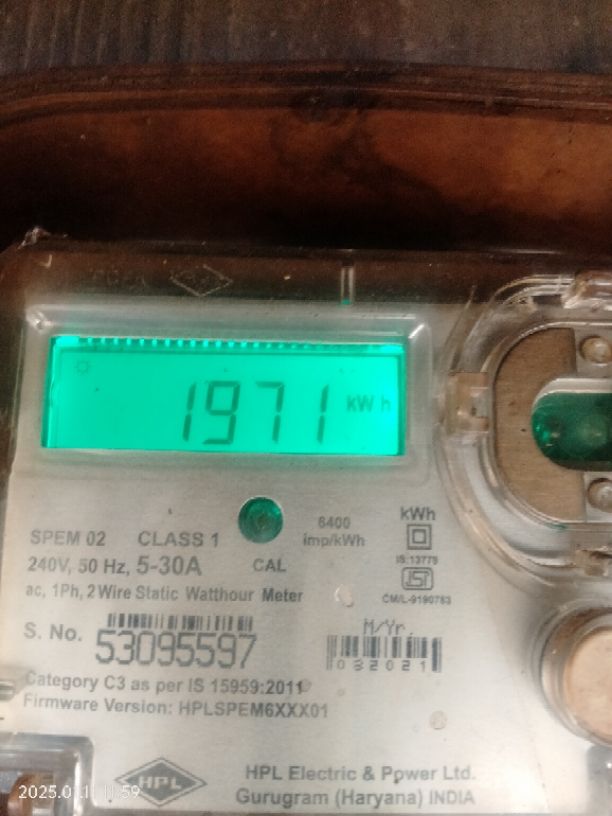 1971 kWh
SPEM 02 CLASS 1
240V, 50 Hz, 5-30A
ac, 1Ph, 2 Wire Static Watthour Meter
CAL
6400
imp/kWh
kWh
IS:13779
CM/L-9190783
S. No. 53095597
M/Yr.
032021
Category C3 as per IS 15959:2011
Firmware Version: HPLSPEM6XXX01
HPL
HPL Electric & Power Ltd.
Gurugram (Haryana) INDIA